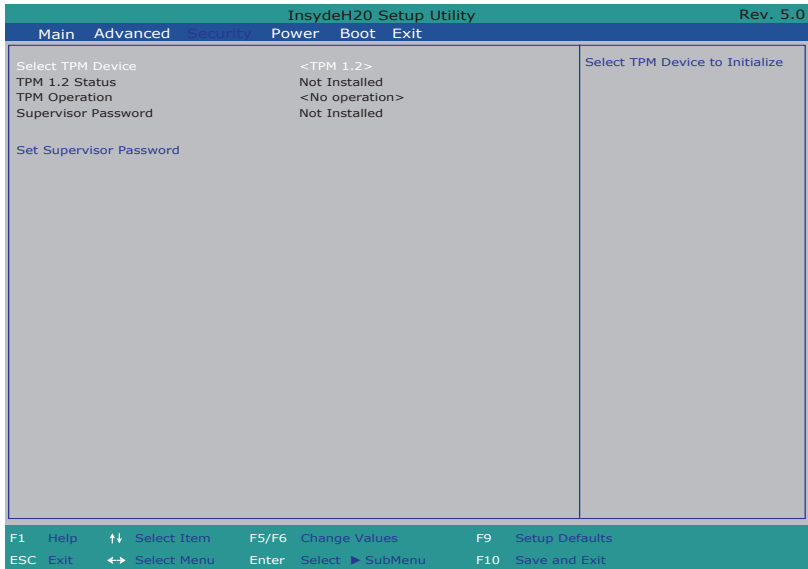 InsydeH20 Setup Utility Rev. 5.0
Main Advanced Security Power Boot Exit
Select TPM Device <TPM 1.2>
TPM 1.2 Status Not Installed
TPM Operation <No operation>
Supervisor Password Not Installed
Set Supervisor Password
Select TPM Device to Initialize
F1 Help ↑↓ Select Item F5/F6 Change Values F9 Setup Defaults
ESC Exit ↔ Select Menu Enter Select ► SubMenu F10 Save and Exit